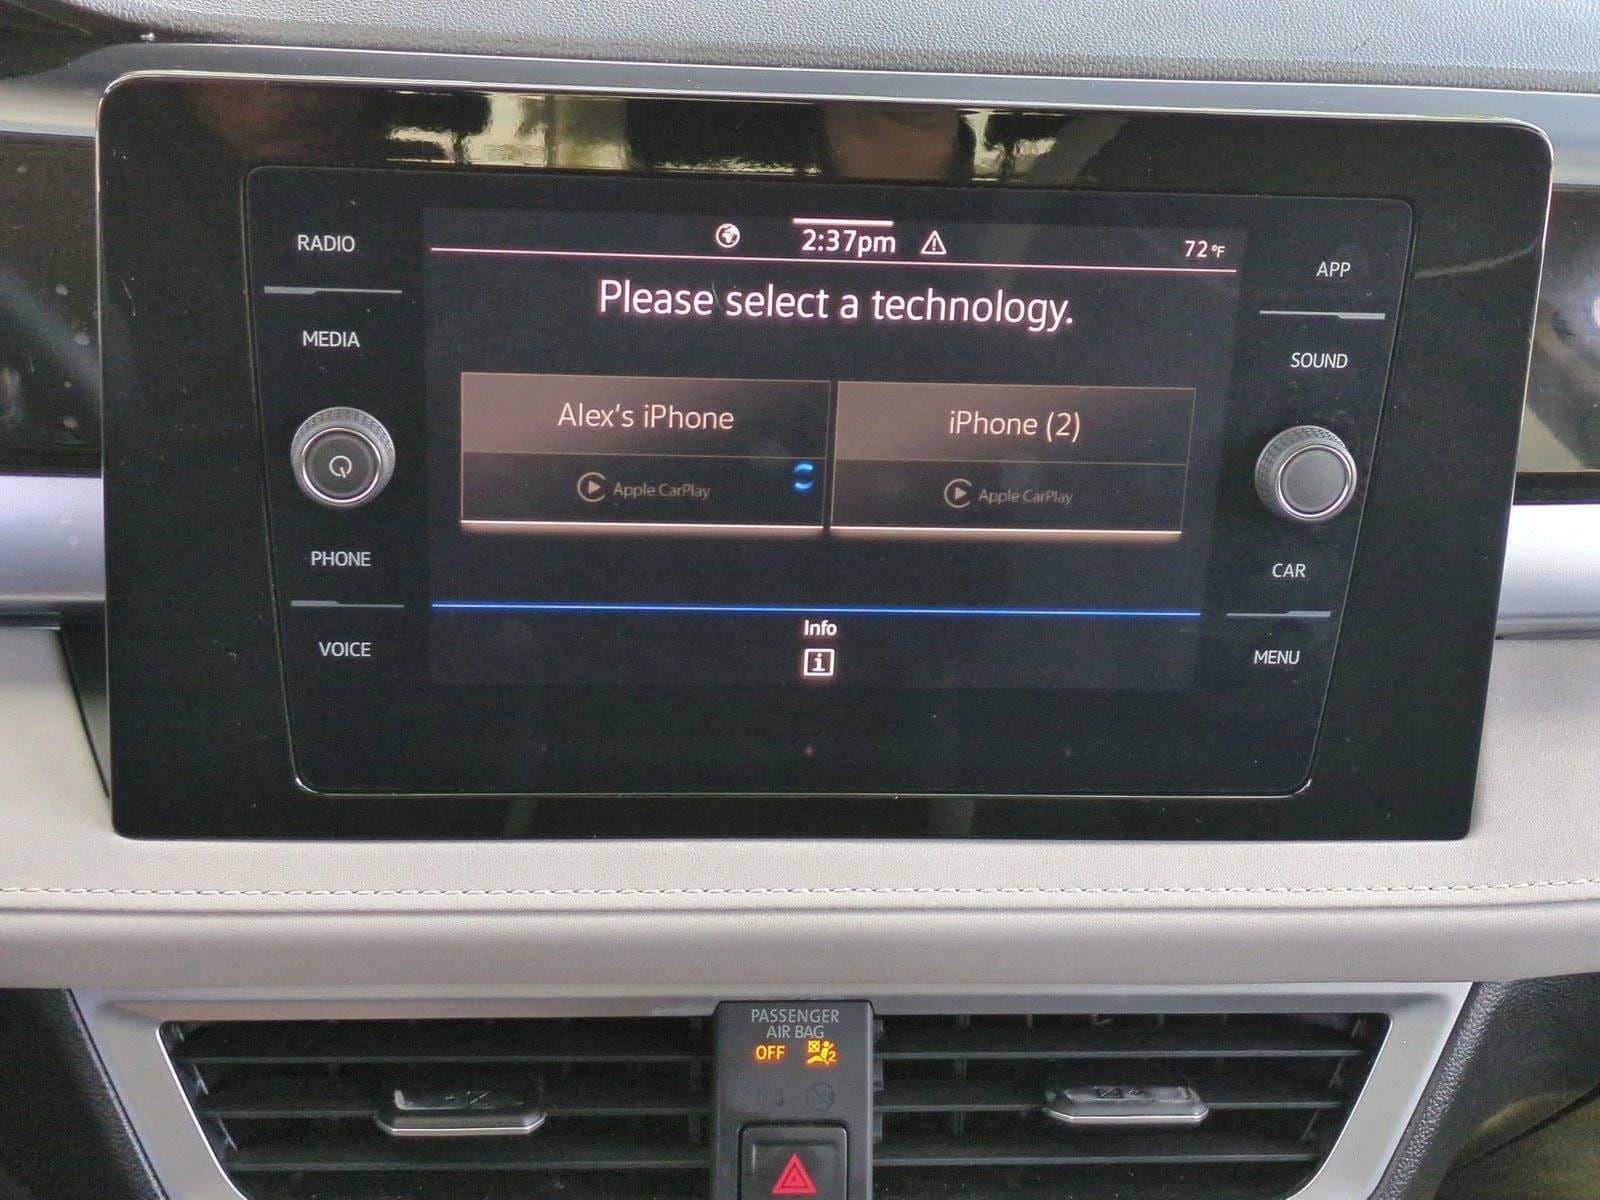 RADIO
MEDIA
PHONE
VOICE
2:37pm
72°F
Please select a technology.
Alex's iPhone
Apple CarPlay
iPhone (2)
Apple CarPlay
Info
i
APP
SOUND
CAR
MENU
PASSENGER
AIR BAG
OFF
2